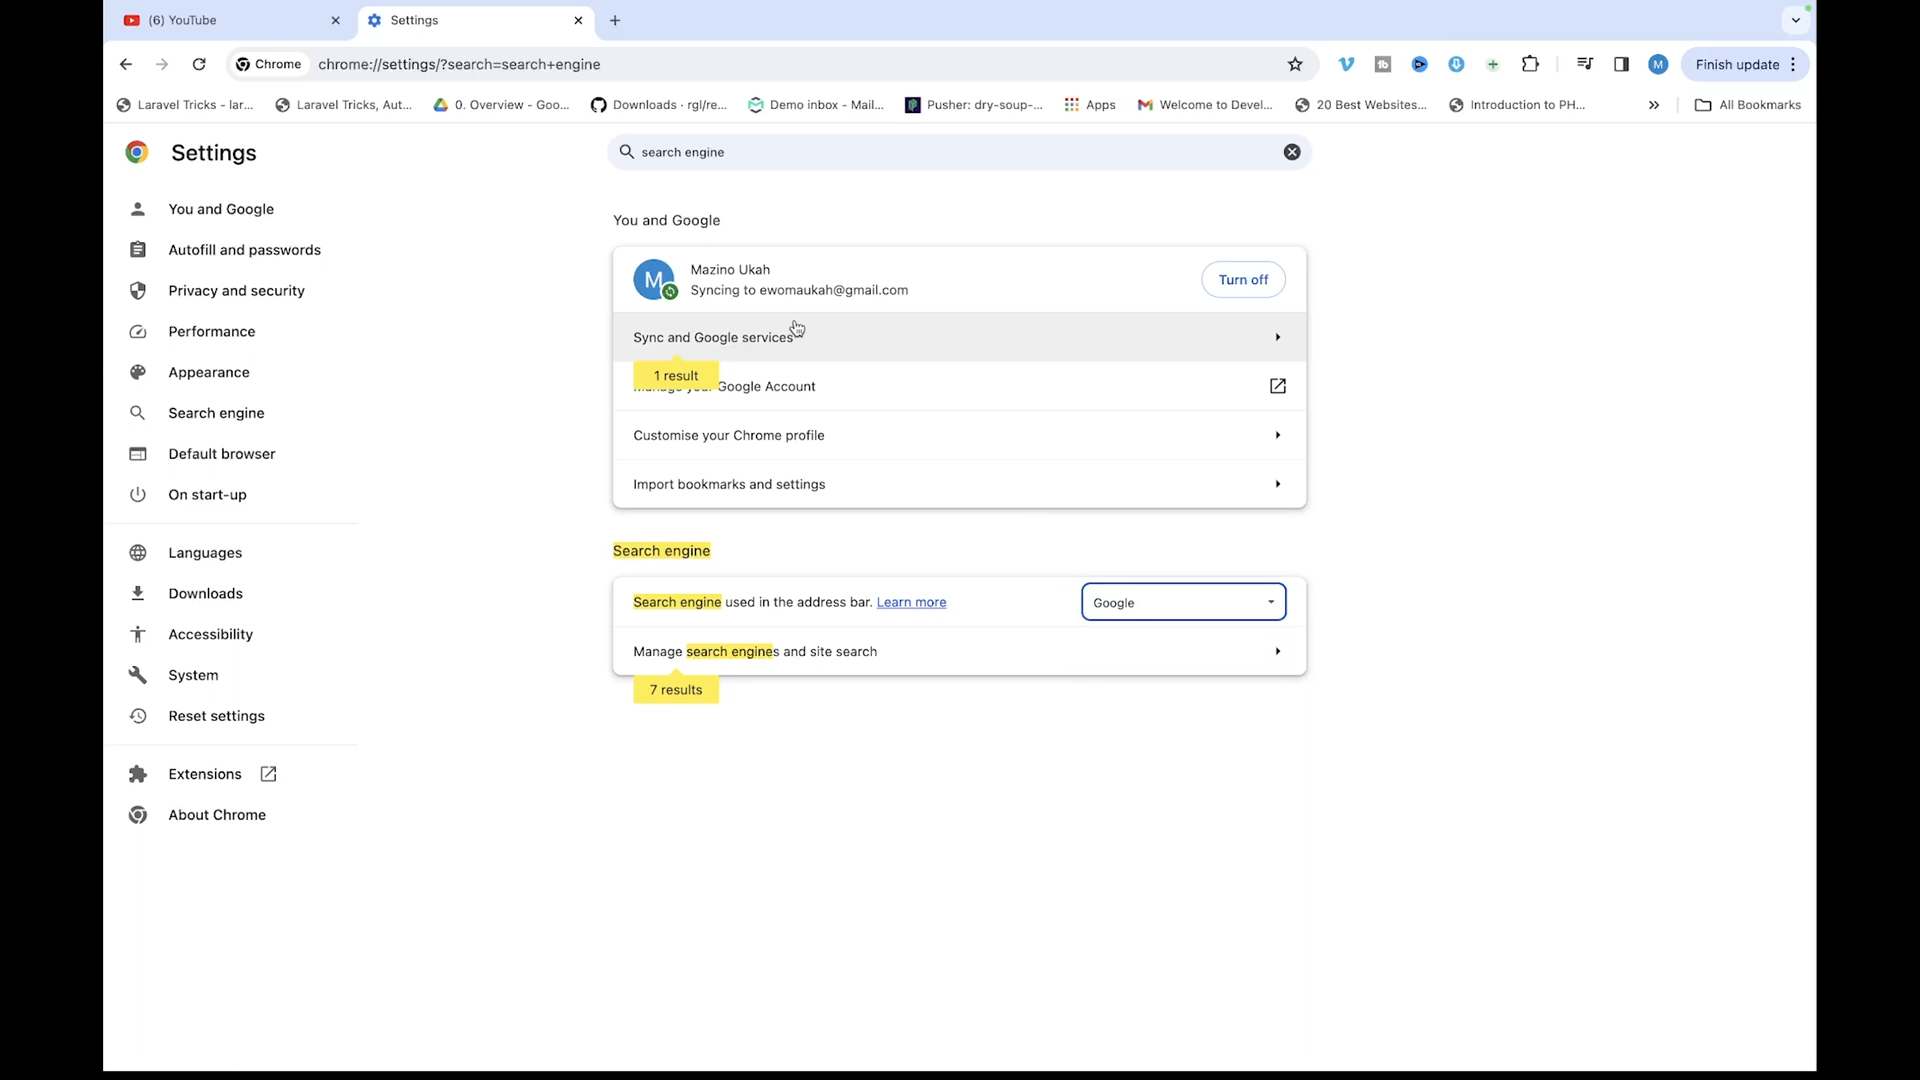 (6) YouTube
Settings
Chrome
chrome://settings/?search=search+engine
Finish update
Laravel Tricks - lar...
Laravel Tricks, Aut...
0. Overview - Goo...
Downloads · rgl/re...
Demo inbox - Mail...
Pusher: dry-soup-...
Apps
Welcome to Devel...
20 Best Websites...
Introduction to PH...
All Bookmarks
Settings
search engine
You and Google
Autofill and passwords
Privacy and security
Performance
Appearance
Search engine
Default browser
On start-up
Languages
Downloads
Accessibility
System
Reset settings
Extensions
About Chrome
You and Google
M
Mazino Ukah
Syncing to ewomaukah@gmail.com
Turn off
Sync and Google services
1 result
Manage your Google Account
Customise your Chrome profile
Import bookmarks and settings
Search engine
Search engine used in the address bar. Learn more
Google
Manage search engines and site search
7 results